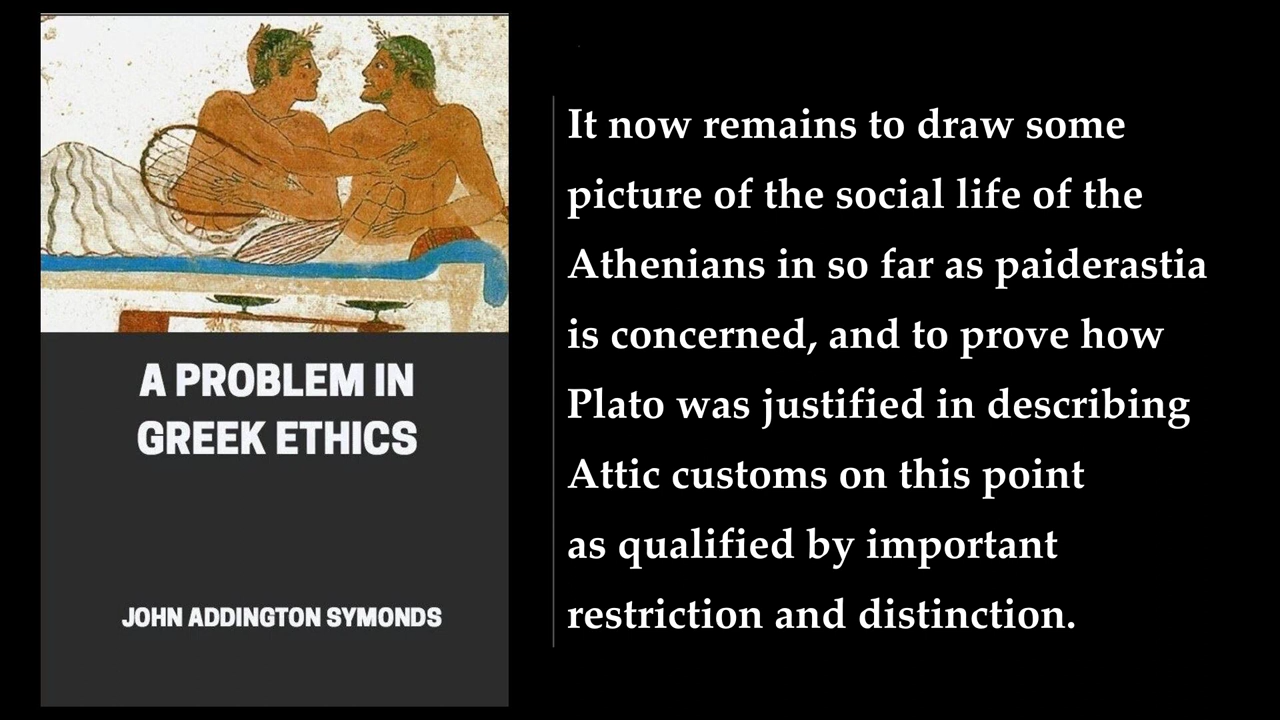 A PROBLEM IN
GREEK ETHICS
JOHN ADDINGTON SYMONDS
It now remains to draw some
picture of the social life of the
Athenians in so far as paiderastia
is concerned, and to prove how
Plato was justified in describing
Attic customs on this point
as qualified by important
restriction and distinction.